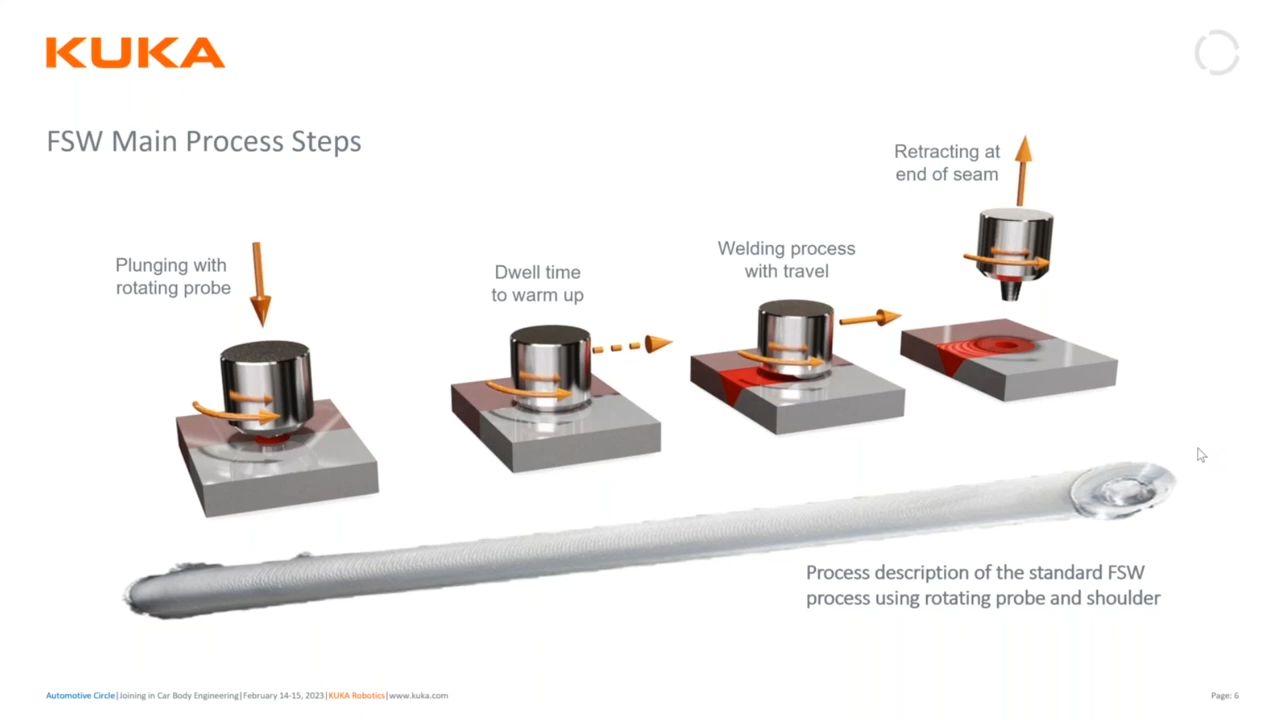 KUKA
FSW Main Process Steps
Plunging with
rotating probe
Dwell time
to warm up
Welding process
with travel
Retracting at
end of seam
Process description of the standard FSW
process using rotating probe and shoulder
Automotive Circle|Joining in Car Body Engineering|February 14-15, 2023|KUKA Robotics|www.kuka.com
Page: 6